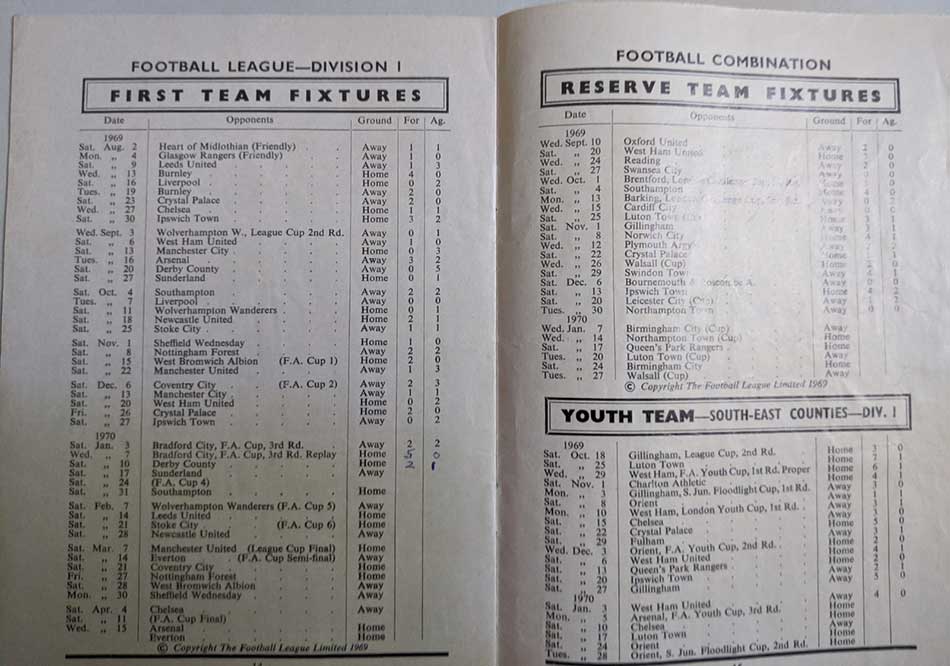 FOOTBALL LEAGUE—DIVISION 1
FIRST TEAM FIXTURES
Date Opponents Ground For Ag.
1969
Sat. Aug. 2 Heart of Midlothian (Friendly) Away 1 1
Mon. „ 4 Glasgow Rangers (Friendly) Away 1 0
Sat. „ 9 Leeds United Away 1 3
Wed. „ 13 Burnley Home 4 0
Sat. „ 16 Liverpool Home 0 2
Tues. „ 19 Burnley Away 2 0
Sat. „ 23 Crystal Palace Away 2 0
Wed. „ 27 Chelsea Home 1 1
Sat. „ 30 Ipswich Town Home 3 2
Wed. Sept. 3 Wolverhampton W., League Cup 2nd Rd. Away 0 1
Sat. „ 6 West Ham United Away 1 0
Sat. „ 13 Manchester City Home 0 3
Tues. „ 16 Arsenal Away 3 2
Sat. „ 20 Derby County Away 0 5
Sat. „ 27 Sunderland Home 0 1
Sat. Oct. 4 Southampton Away 2 2
Tues. „ 7 Liverpool Away 0 0
Sat. „ 11 Wolverhampton Wanderers Home 0 1
Sat. „ 18 Newcastle United Home 2 1
Sat. „ 25 Stoke City Away 1 1
Sat. Nov. 1 Sheffield Wednesday Home 1 0
Sat. „ 8 Nottingham Forest Away 2 2
Sat. „ 15 West Bromwich Albion (F.A. Cup 1) Home 2 0
Sat. „ 22 Manchester United Away 1 3
Sat. Dec. 6 Coventry City (F.A. Cup 2) Away 2 3
Sat. „ 13 Manchester City Away 1 1
Sat. „ 20 West Ham United Home 0 2
Fri. „ 26 Crystal Palace Home 2 0
Sat. „ 27 Ipswich Town Away 0 2
1970
Sat. Jan. 3 Bradford City, F.A. Cup, 3rd Rd. Away 2 2
Wed. „ 7 Bradford City, F.A. Cup, 3rd Rd. Replay Home 5 0
Sat. „ 10 Derby County Home 2 1
Sat. „ 17 Sunderland Away
Sat. „ 24 (F.A. Cup 4)
Sat. „ 31 Southampton Home
Sat. Feb. 7 Wolverhampton Wanderers (F.A. Cup 5) Away
Sat. „ 14 Leeds United Home
Sat. „ 21 Stoke City (F.A. Cup 6) Home
Sat. „ 28 Newcastle United Away
Sat. Mar. 7 Manchester United (League Cup Final) Home
Sat. „ 14 Everton (F.A. Cup Semi-final) Away
Sat. „ 21 Coventry City Home
Fri. „ 27 Nottingham Forest Home
Sat. „ 28 West Bromwich Albion Away
Mon. „ 30 Sheffield Wednesday Away
Sat. Apr. 4 Chelsea Away
Sat. „ 11 (F.A. Cup Final)
Wed. „ 15 Arsenal Home
Everton Home
© Copyright The Football League Limited 1969
FOOTBALL COMBINATION
RESERVE TEAM FIXTURES
Date Opponents Ground For Ag.
1969
Wed. Sept. 10 Oxford United Away 2 0
Sat. „ 20 West Ham United Home 0
Wed. „ 24 Reading 0
Sat. „ 27 Swansea City
Wed. Oct. 1 Brentford,
Sat. „ 4 Southampton
Mon. „ 13 Barking,
Wed. „ 15 Cardiff City
Sat. „ 25 Luton Town
Sat. Nov. 1 Gillingham
Sat. „ 8 Norwich City
Wed. „ 12 Plymouth
Sat. „ 22 Crystal Palace
Wed. „ 26 Walsall (Cup)
Sat. „ 29 Swindon Town
Sat. Dec. 6 Bournemouth & Boscombe A.
Sat. „ 13 Ipswich Town
Sat. „ 20 Leicester City (Cup)
Tues. „ 30 Northampton Town
1970
Wed. Jan. 7 Birmingham City (Cup) Away
Wed. „ 14 Northampton Town (Cup) Home
Sat. „ 17 Queen's Park Rangers Away
Tues. „ 20 Luton Town (Cup) Away
Sat. „ 24 Birmingham City Home
Tues. „ 27 Walsall (Cup) Away
© Copyright The Football League Limited 1969
YOUTH TEAM—SOUTH-EAST COUNTIES—DIV. 1
1969
Sat. Oct. 18 Gillingham, League Cup, 2nd Rd. Home 3 0
Sat. „ 25 Luton Town Home 7 1
Wed. „ 29 West Ham, F.A. Youth Cup, 1st Rd. Proper Home 6 1
Sat. Nov. 1 Charlton Athletic Home 4 1
Mon. „ 3 Gillingham, S. Jun. Floodlight Cup, 1st Rd. Away 3 0
Sat. „ 8 Orient Away 1 1
Mon. „ 10 West Ham, London Youth Cup, 1st Rd. Away
Sat. „ 15 Chelsea Home
Sat. „ 22 Crystal Palace Away
Sat. „ 29 Fulham Away
Wed. Dec. 3 Orient, F.A. Youth Cup, 2nd Rd. Home
Sat. „ 6 West Ham United Home
Sat. „ 13 Queen's Park Rangers Away
Sat. „ 20 Ipswich Town Away
Sat. „ 27 Gillingham
1970
Sat. Jan. 3 West Ham United
Mon. „ 5 Arsenal, F.A. Youth Cup, 3rd Rd.
Sat. „ 10 Chelsea
Sat. „ 17 Luton Town
Sat. „ 24 Orient
Tues. „ 28 Orient, S. Jun. Floodlight Cup, 2nd Rd.